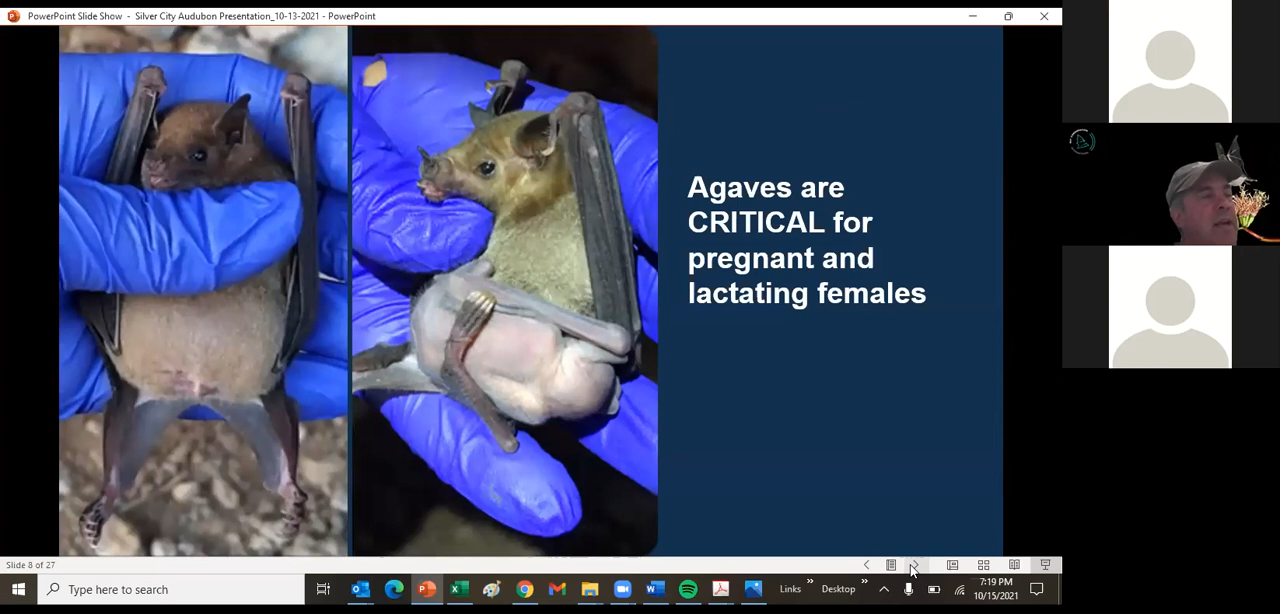 PowerPoint Slide Show - Silver City Audubon Presentation_10-13-2021 - PowerPoint
Agaves are
CRITICAL for
pregnant and
lactating females
Slide 8 of 27
Type here to search
Links
Desktop
7:19 PM
10/15/2021